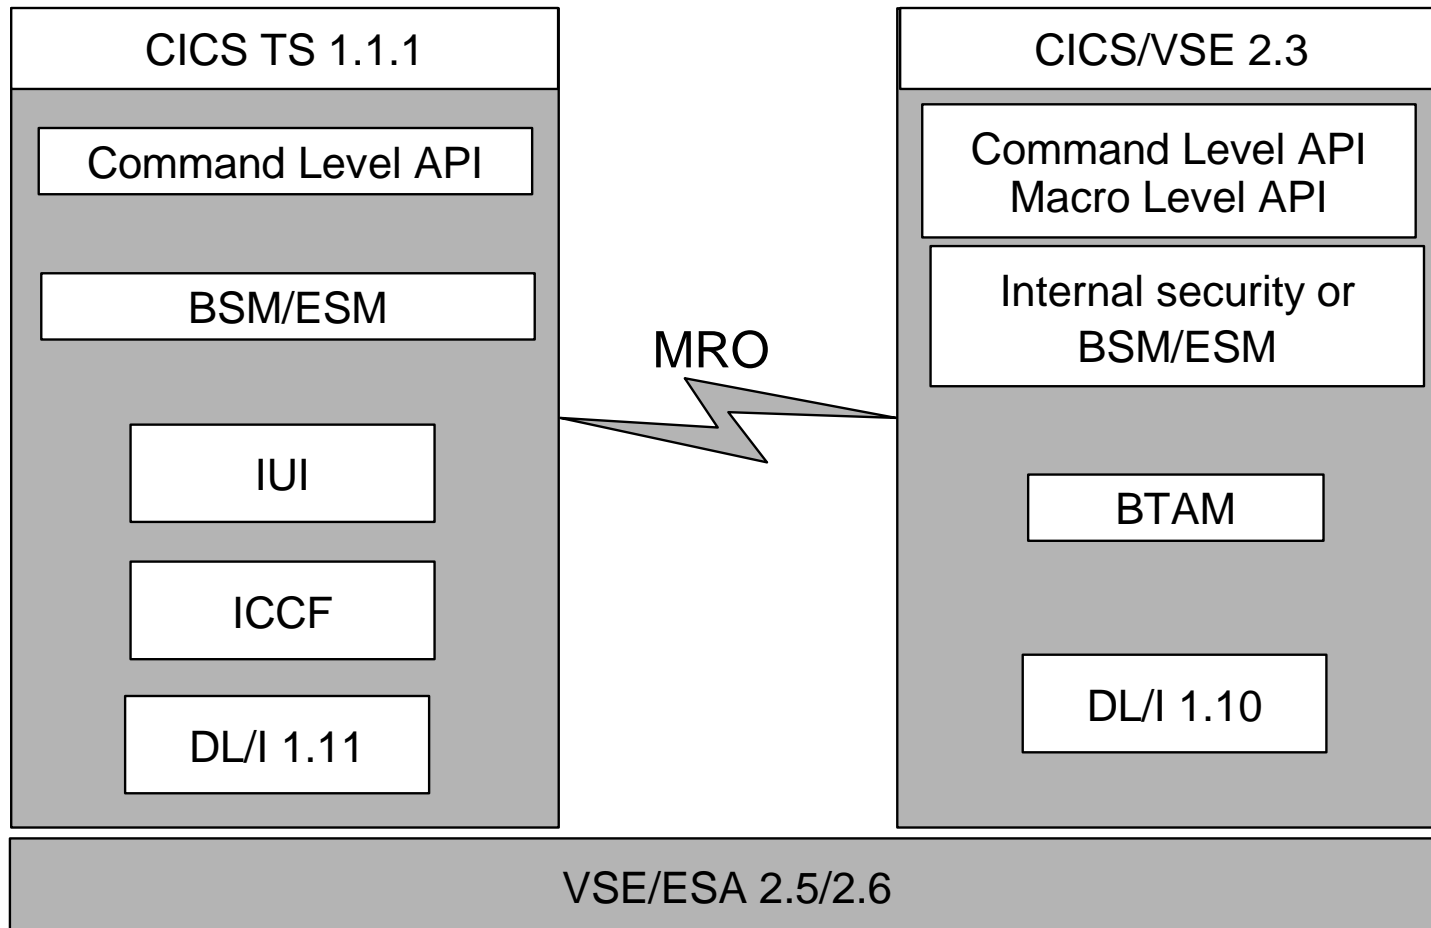 CICS TS 1.1.1
Command Level API
BSM/ESM
IUI
ICCF
DL/I 1.11
MRO
CICS/VSE 2.3
Command Level API
Macro Level API
Internal security or
BSM/ESM
BTAM
DL/I 1.10
VSE/ESA 2.5/2.6